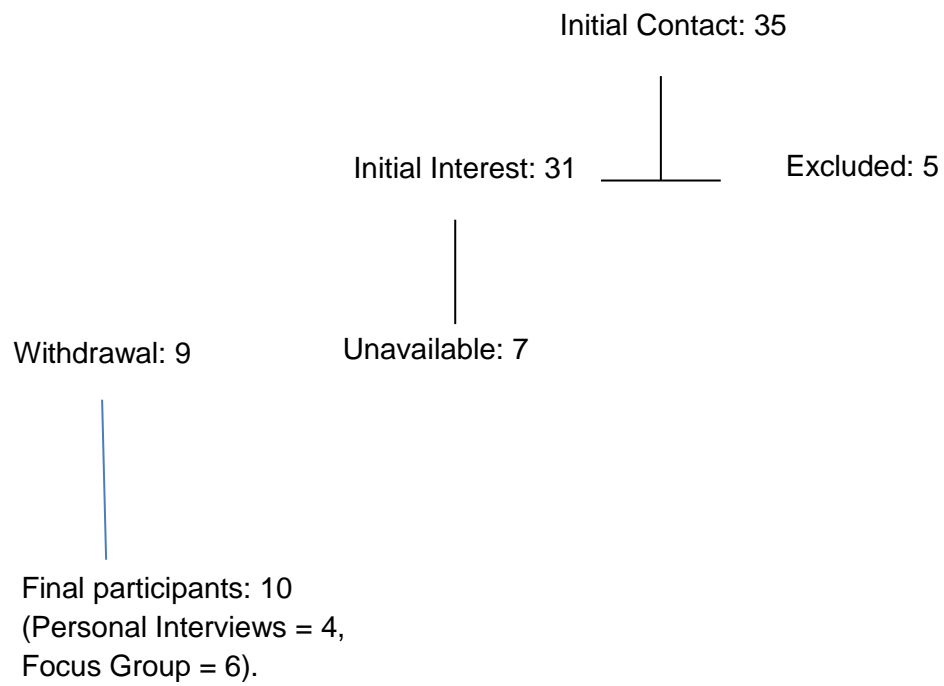 Initial Contact: 35
Initial Interest: 31
Excluded: 5
Withdrawal: 9
Unavailable: 7
Final participants: 10
(Personal Interviews = 4,
Focus Group = 6).